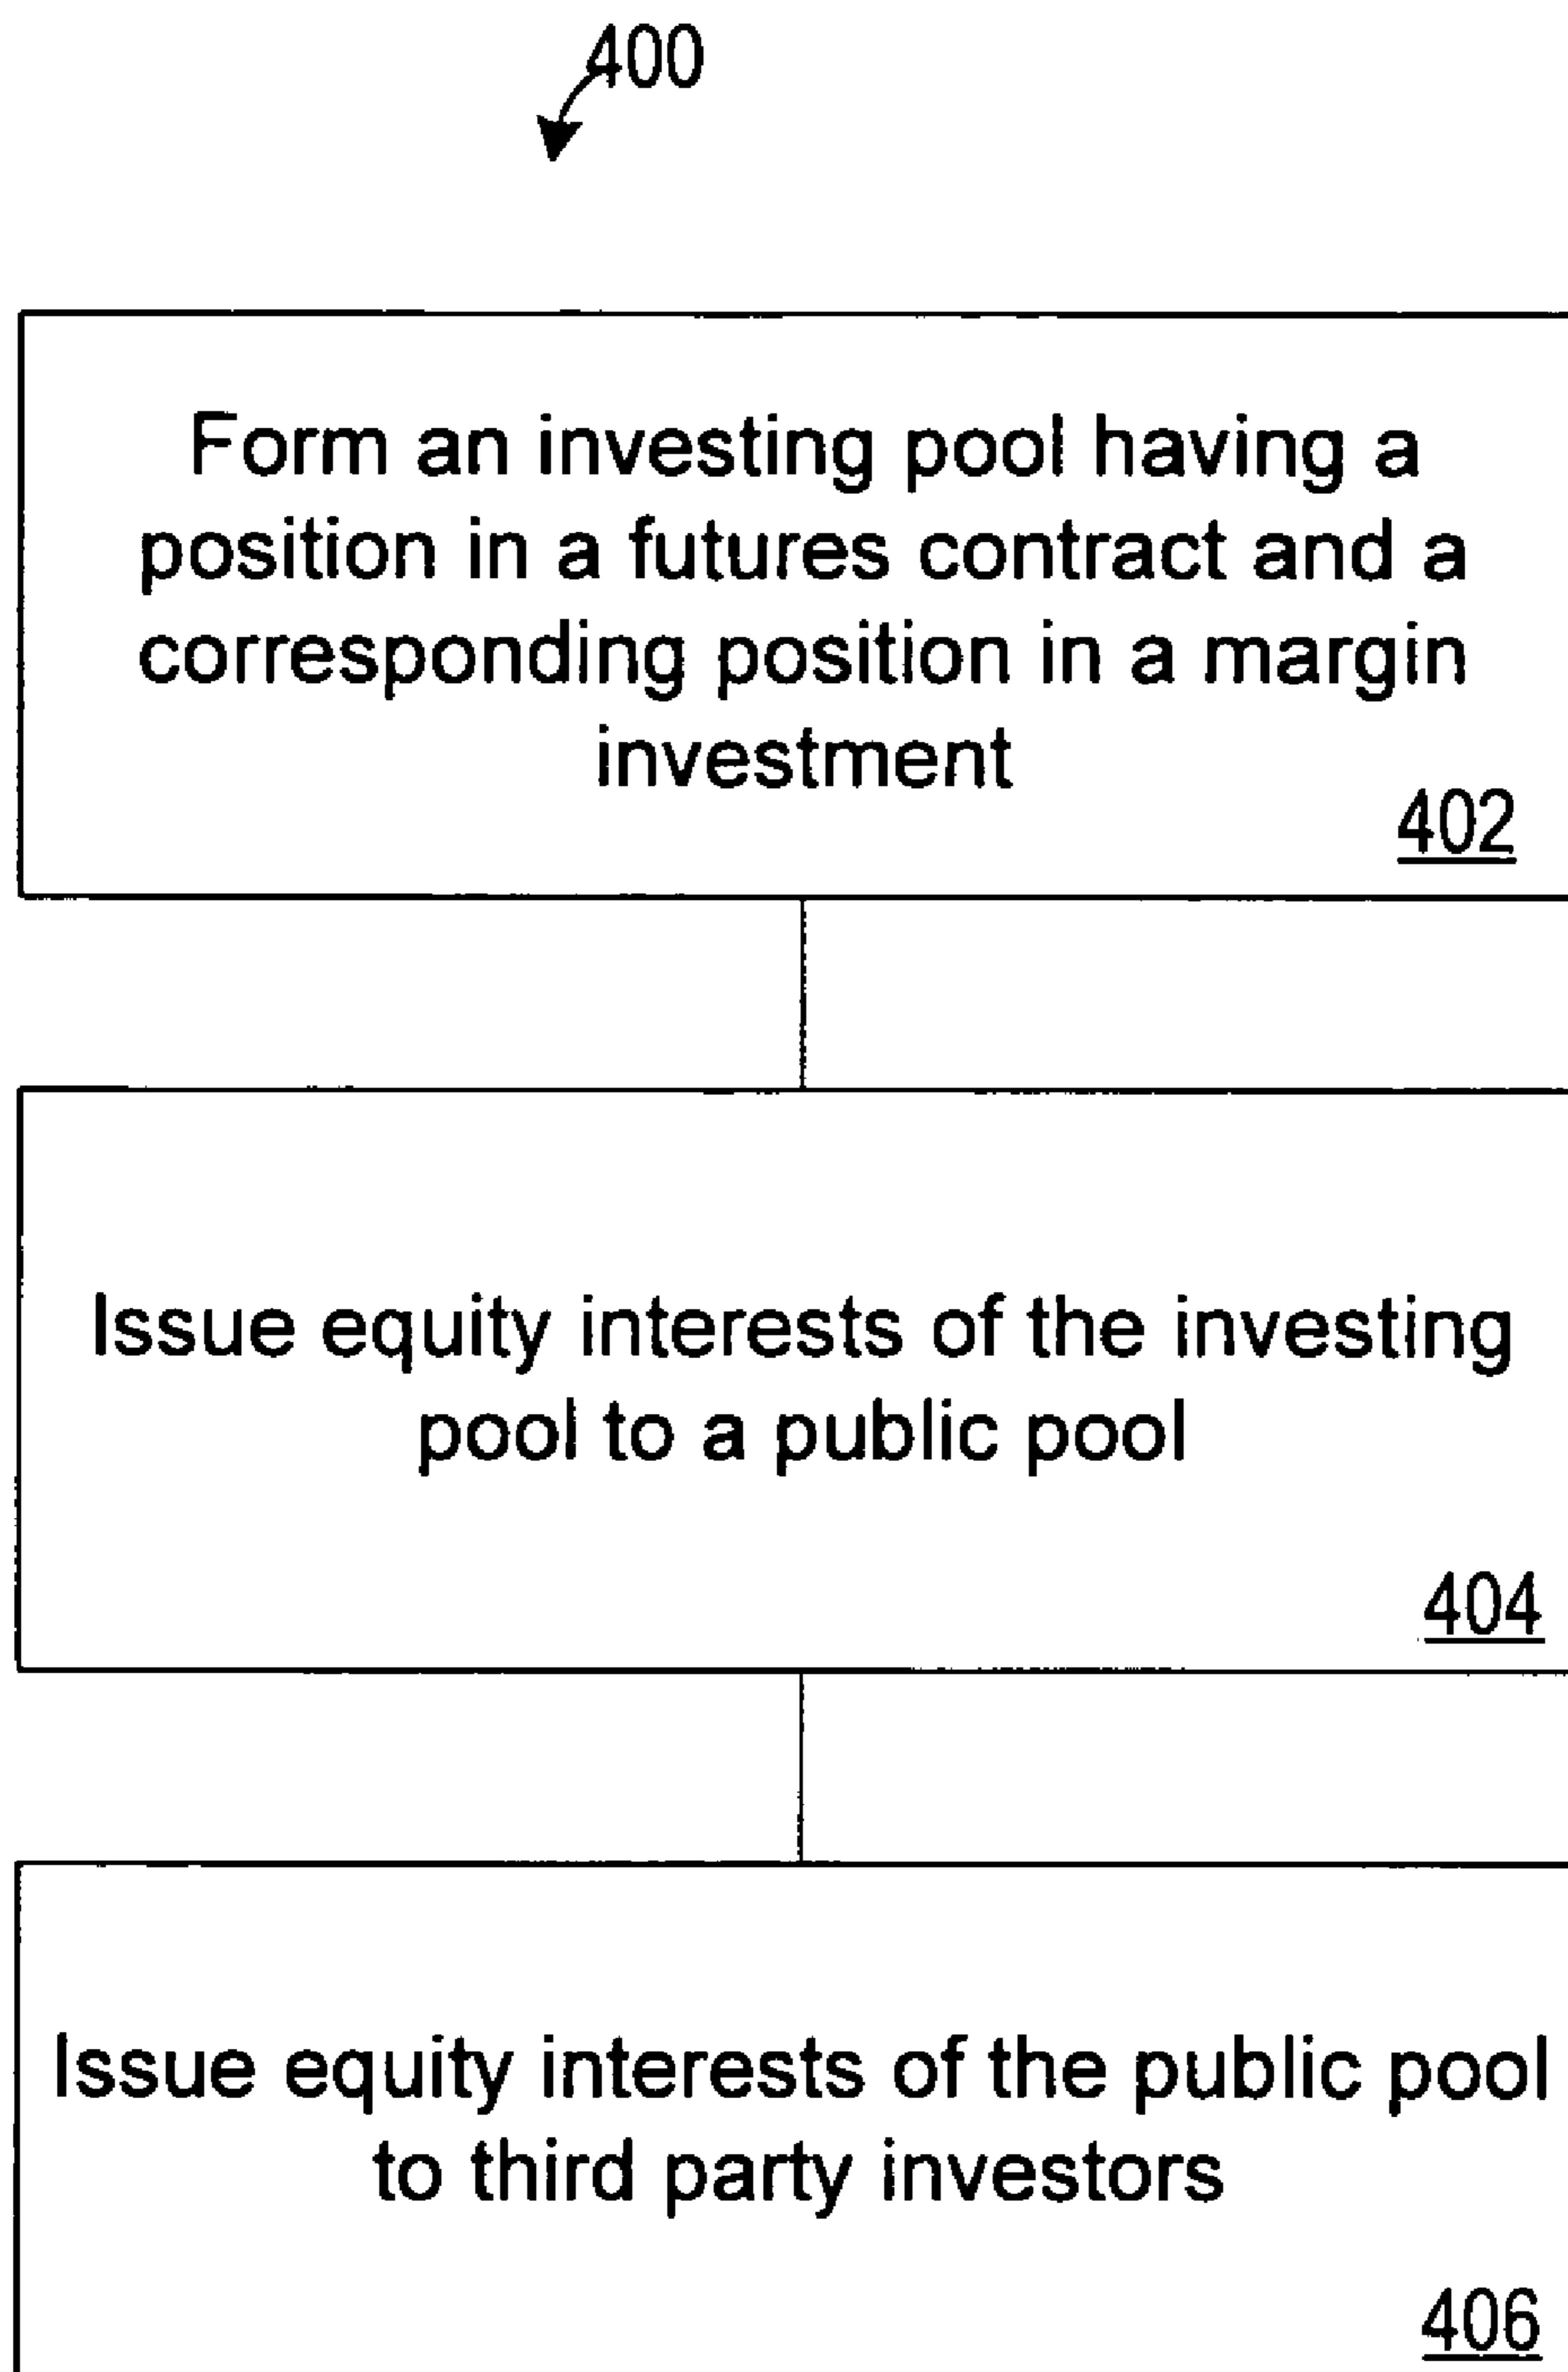 400
Form an investing pool having a
position in a futures contract and a
corresponding position in a margin
investment
402
Issue equity interests of the investing
pool to a public pool
404
Issue equity interests of the public pool
to third party investors
406